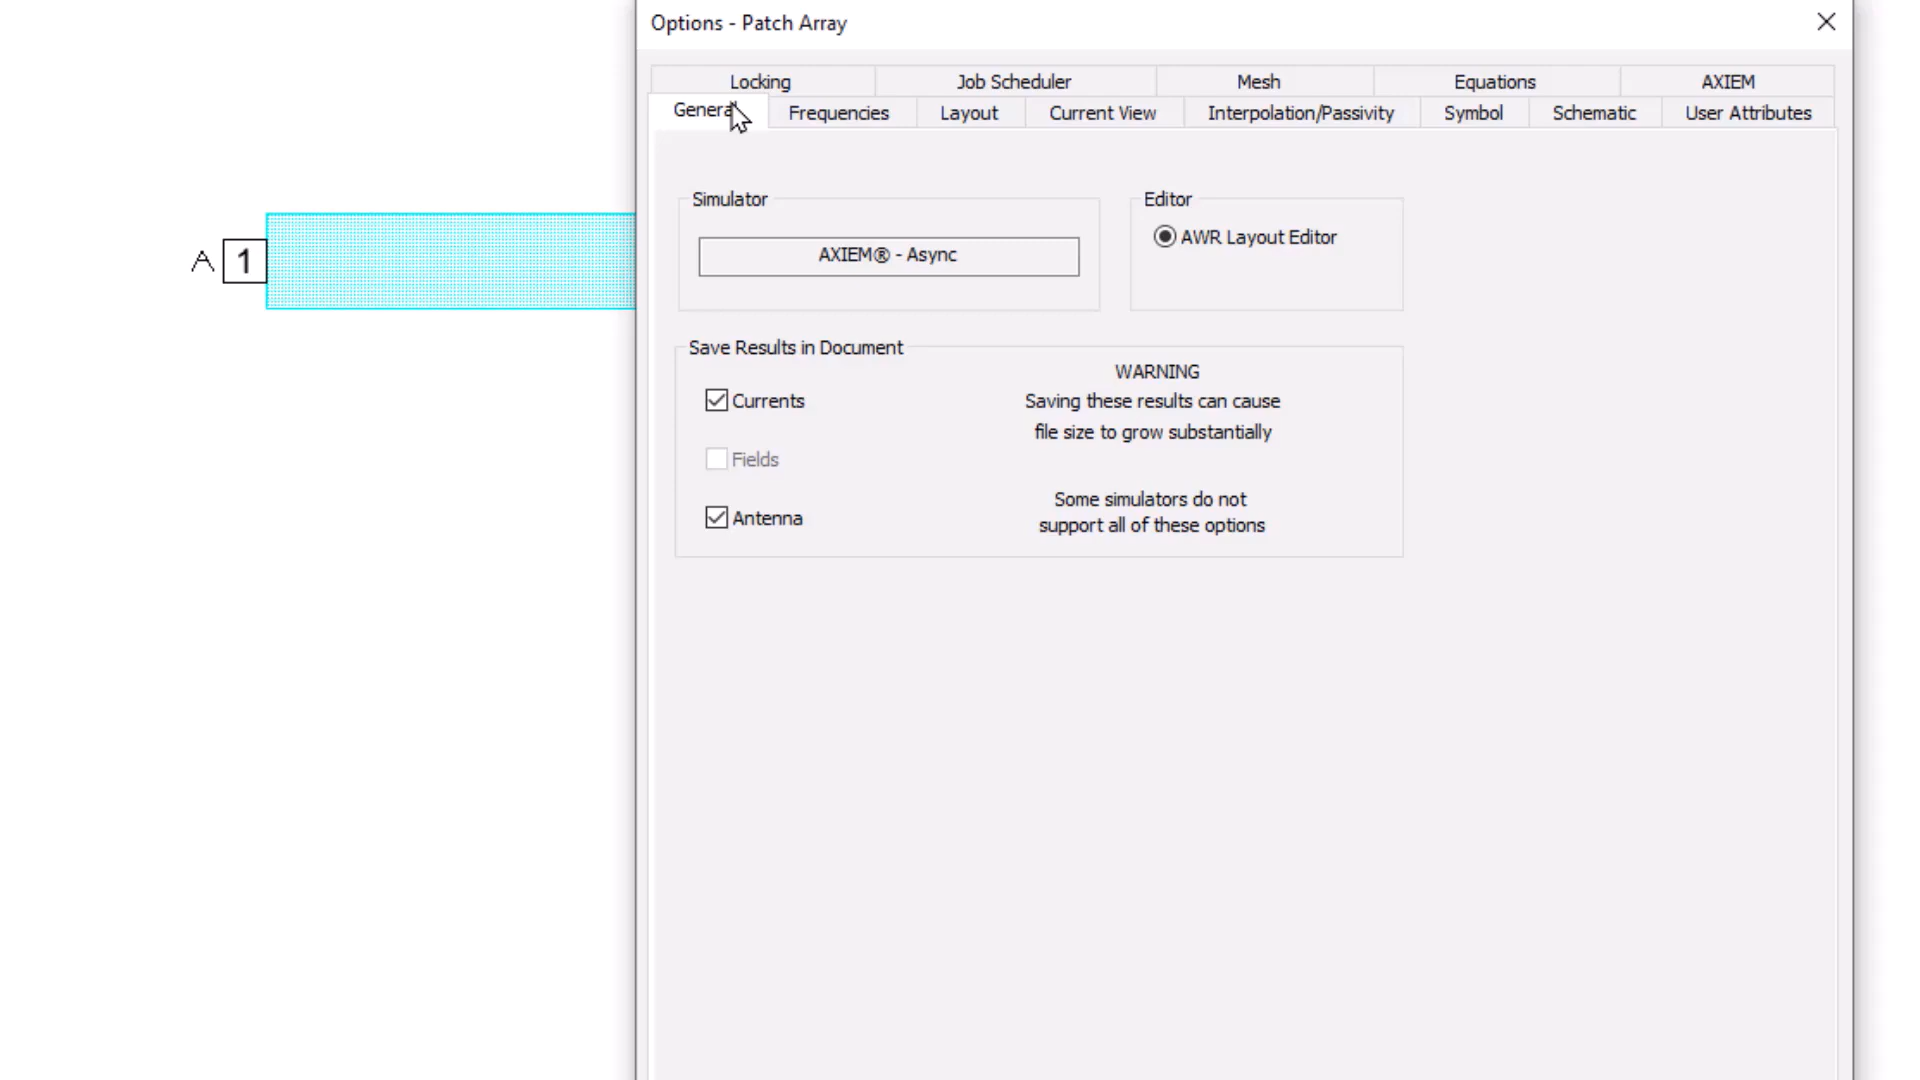 Options - Patch Array
Locking Job Scheduler Mesh Equations AXIEM
General Frequencies Layout Current View Interpolation/Passivity Symbol Schematic User Attributes
Simulator
AXIEM® - Async
Editor
AWR Layout Editor
A 1
Save Results in Document
Currents
Fields
Antenna
WARNING
Saving these results can cause
file size to grow substantially
Some simulators do not
support all of these options